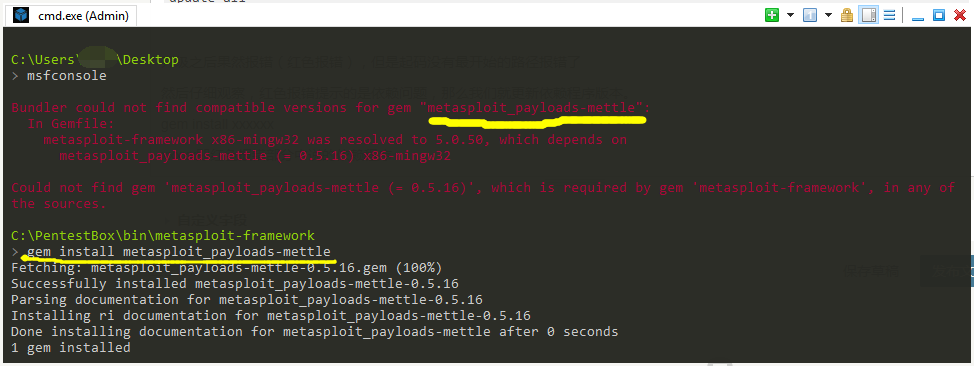 update all
cmd.exe (Admin)
C:\Users\ \Desktop
> msfconsole
Bundler could not find compatible versions for gem "metasploit_payloads-mettle":
In Gemfile:
metasploit-framework x86-mingw32 was resolved to 5.0.50, which depends on
metasploit_payloads-mettle (= 0.5.16) x86-mingw32
Could not find gem 'metasploit_payloads-mettle (= 0.5.16)', which is required by gem 'metasploit-framework', in any of
the sources.
C:\PentestBox\bin\metasploit-framework
> gem install metasploit_payloads-mettle
Fetching: metasploit_payloads-mettle-0.5.16.gem (100%)
Successfully installed metasploit_payloads-mettle-0.5.16
Parsing documentation for metasploit_payloads-mettle-0.5.16
Installing ri documentation for metasploit_payloads-mettle-0.5.16
Done installing documentation for metasploit_payloads-mettle after 0 seconds
1 gem installed